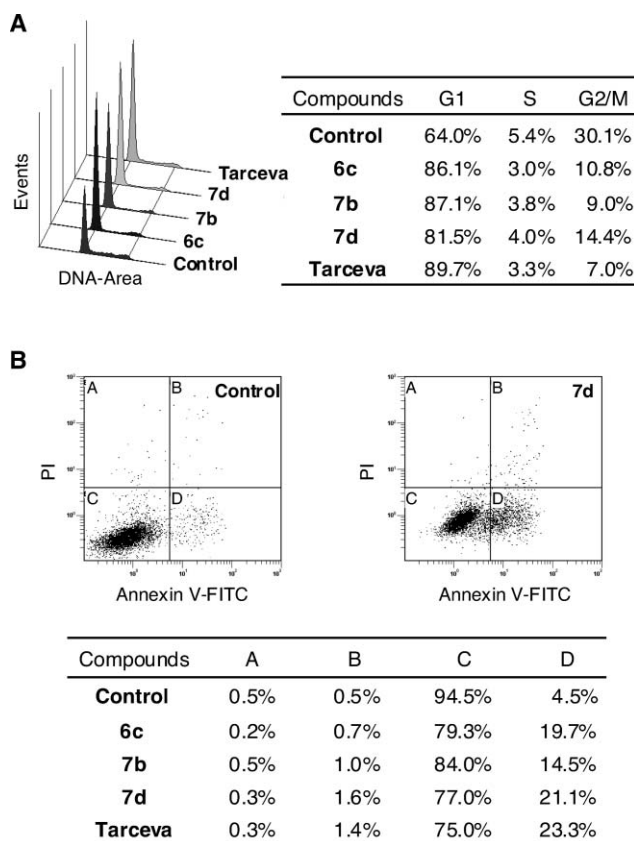 A
Events
Tarceva
7d
7b
6c
Control
DNA-Area
Compounds G1 S G2/M
Control 64.0% 5.4% 30.1%
6c 86.1% 3.0% 10.8%
7b 87.1% 3.8% 9.0%
7d 81.5% 4.0% 14.4%
Tarceva 89.7% 3.3% 7.0%
B
A B Control
C D
PI
Annexin V-FITC
A B 7d
C D
PI
Annexin V-FITC
Compounds A B C D
Control 0.5% 0.5% 94.5% 4.5%
6c 0.2% 0.7% 79.3% 19.7%
7b 0.5% 1.0% 84.0% 14.5%
7d 0.3% 1.6% 77.0% 21.1%
Tarceva 0.3% 1.4% 75.0% 23.3%